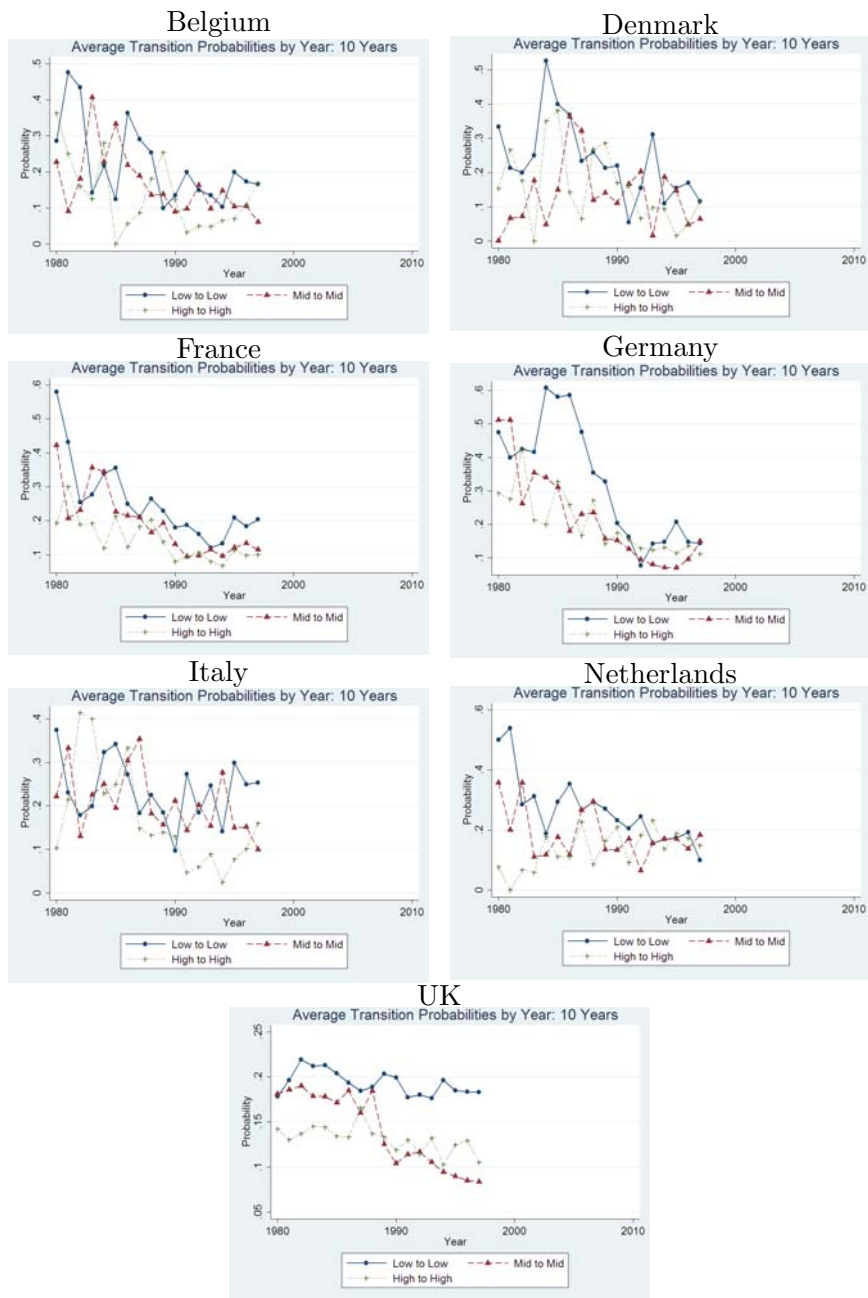 Belgium
Average Transition Probabilities by Year: 10 Years
Probability
.5
.4
.3
.2
.1
0
1980 1990 2000 2010
Year
Low to Low Mid to Mid
High to High
Denmark
Average Transition Probabilities by Year: 10 Years
Probability
.5
.4
.3
.2
.1
0
1980 1990 2000 2010
Year
Low to Low Mid to Mid
High to High
France
Average Transition Probabilities by Year: 10 Years
Probability
.6
.5
.4
.3
.2
.1
1980 1990 2000 2010
Year
Low to Low Mid to Mid
High to High
Germany
Average Transition Probabilities by Year: 10 Years
Probability
.6
.5
.4
.3
.2
.1
1980 1990 2000 2010
Year
Low to Low Mid to Mid
High to High
Italy
Average Transition Probabilities by Year: 10 Years
Probability
.4
.3
.2
.1
0
1980 1990 2000 2010
Year
Low to Low Mid to Mid
High to High
Netherlands
Average Transition Probabilities by Year: 10 Years
Probability
.6
.4
.2
0
1980 1990 2000 2010
Year
Low to Low Mid to Mid
High to High
UK
Average Transition Probabilities by Year: 10 Years
Probability
.25
.2
.15
.1
.05
1980 1990 2000 2010
Year
Low to Low Mid to Mid
High to High